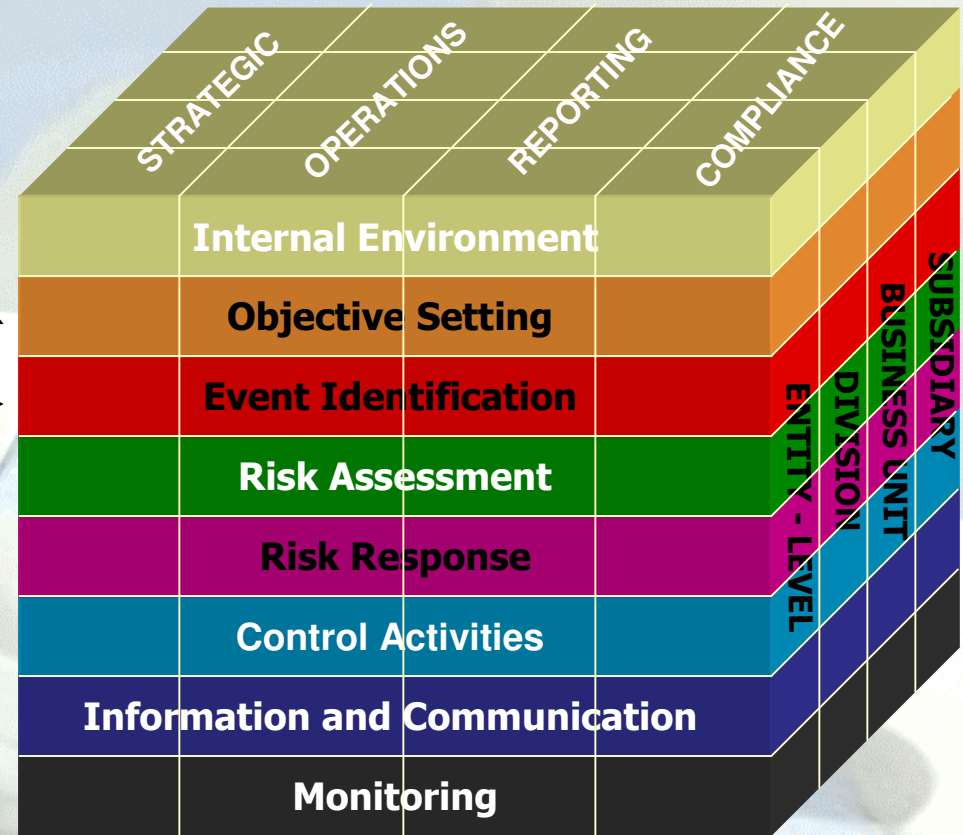 STRATEGIC
OPERATIONS
REPORTING
COMPLIANCE
Internal Environment
Objective Setting
Event Identification
Risk Assessment
Risk Response
Control Activities
Information and Communication
Monitoring
ENTITY - LEVEL
DIVISION
BUSINESS UNIT
SUBSIDIARY